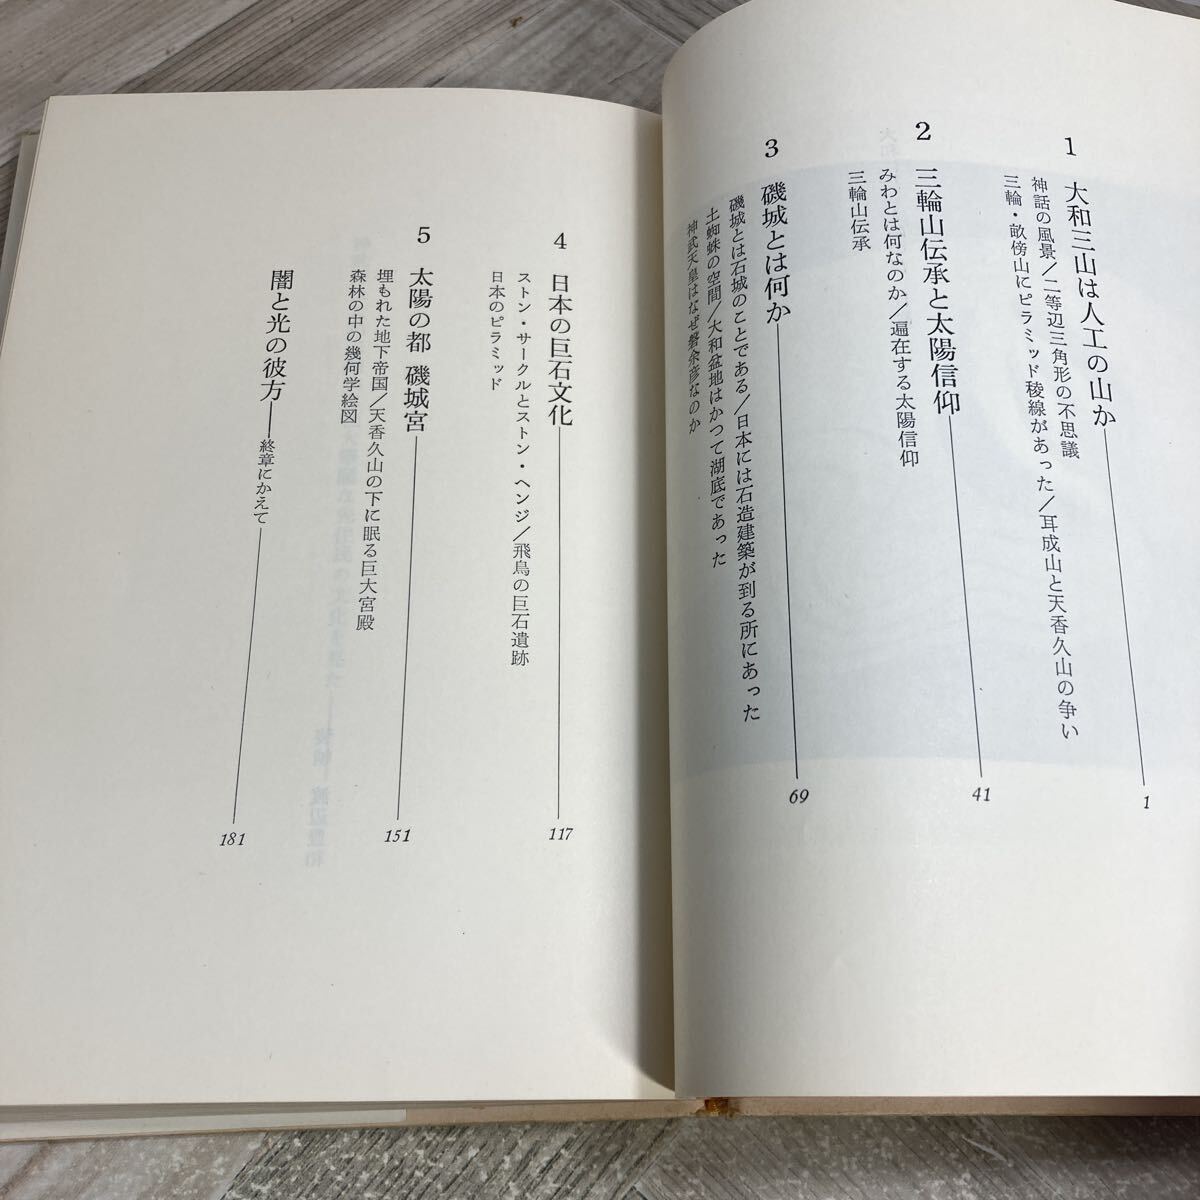 1 大和三山は人工の山か 1
神話の風景／二等辺三角形の不思議
三輪・畝傍山にピラミッド稜線があった／耳成山と天香久山の争い
2 三輪山伝承と太陽信仰 41
みわとは何なのか／遍在する太陽信仰
三輪山伝承
3 磯城とは何か 69
磯城とは石城のことである／日本には石造建築が到る所にあった
土蜘蛛の空間／大和盆地はかつて湖底であった
神武天皇はなぜ磐余彦なのか
4 日本の巨石文化 117
ストン・サークルとストン・ヘンジ／飛鳥の巨石遺跡
日本のピラミッド
5 太陽の都 磯城宮 151
埋もれた地下帝国／天香久山の下に眠る巨大宮殿
森林の中の幾何学絵図
闇と光の彼方──終章にかえて 181